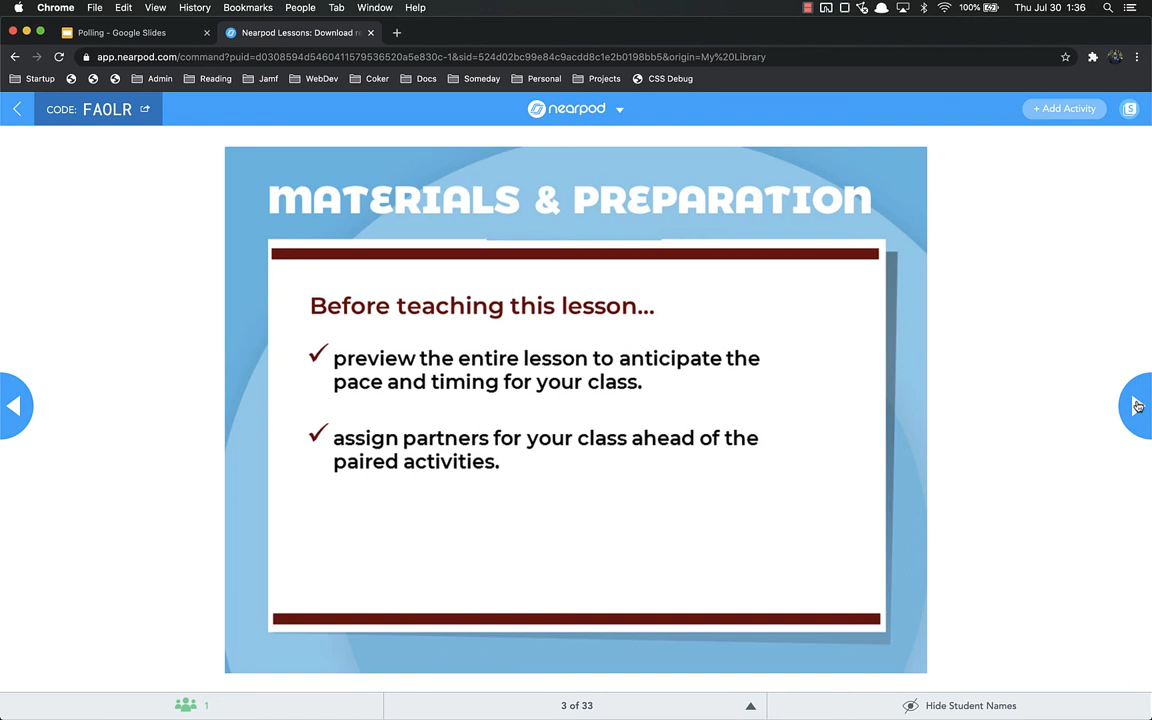 Chrome File Edit View History Bookmarks People Tab Window Help 100% Thu Jul 30 1:36
Polling - Google Slides Nearpod Lessons: Download r
app.nearpod.com/command?puid=d0308594d5460411579536520a5e830c-1&sid=524d02bc99e84c9acdd8c1e2b0198bb5&origin=My%20Library
Startup Admin Reading Jamf WebDev Coker Docs Someday Personal Projects CSS Debug
CODE: FAOLR nearpod + Add Activity S
MATERIALS & PREPARATION
Before teaching this lesson...
preview the entire lesson to anticipate the
pace and timing for your class.
assign partners for your class ahead of the
paired activities.
1 3 of 33 Hide Student Names